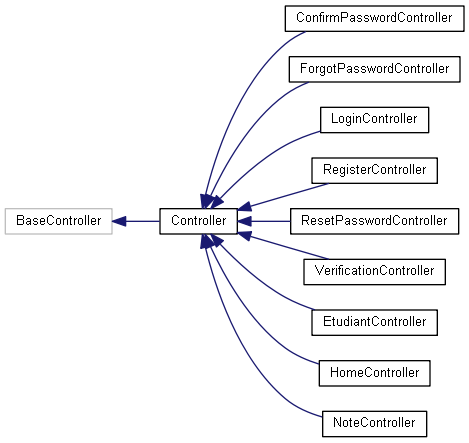 ConfirmPasswordController
ForgotPasswordController
LoginController
RegisterController
BaseController
Controller
ResetPasswordController
VerificationController
EtudiantController
HomeController
NoteController